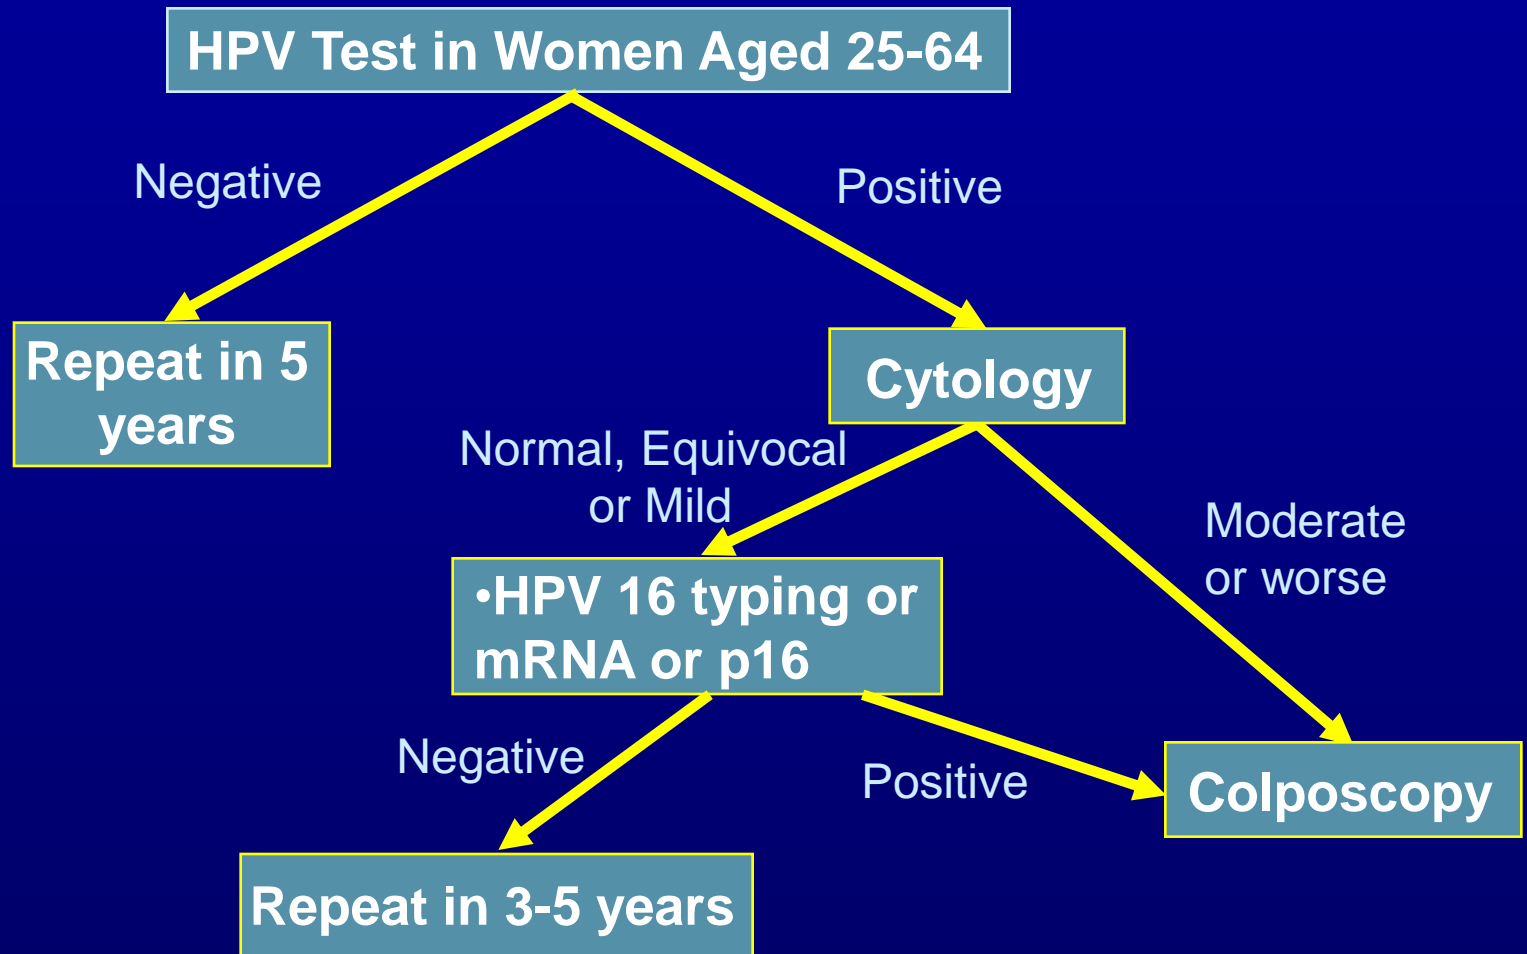 HPV Test in Women Aged 25-64
Negative
Positive
Repeat in 5
years
Cytology
Normal, Equivocal
or Mild
Moderate
or worse
•HPV 16 typing or
mRNA or p16
Negative
Positive
Colposcopy
Repeat in 3-5 years